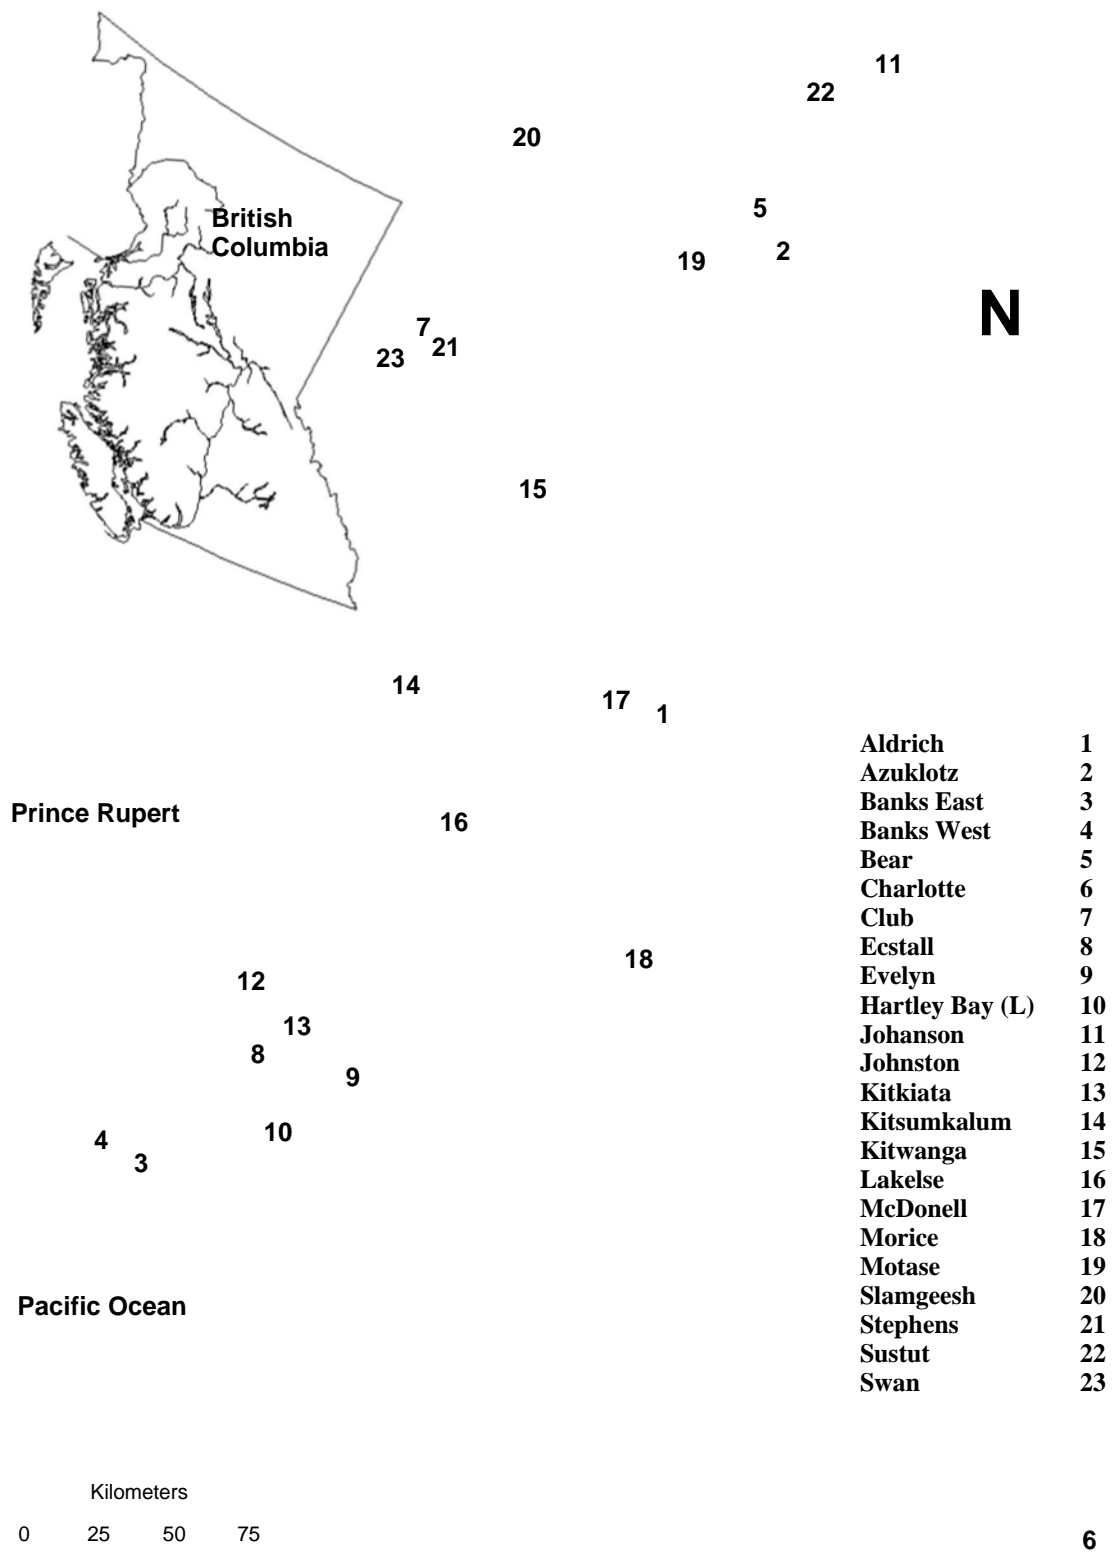 11
22
20
5
British
Columbia
2
19
N
7
21
23
15
14
17
1
Aldrich 1
Azuklotz 2
Banks East 3
Prince Rupert
16
Banks West 4
Bear 5
Charlotte 6
Club 7
Ecstall 8
18
Evelyn 9
12
Hartley Bay (L) 10
13
Johanson 11
8
Johnston 12
9
Kitkiata 13
Kitsumkalum 14
10
4
Kitwanga 15
3
Lakelse 16
McDonell 17
Morice 18
Motase 19
Slamgeesh 20
Pacific Ocean
Stephens 21
Sustut 22
Swan 23
Kilometers
0 25 50 75
6